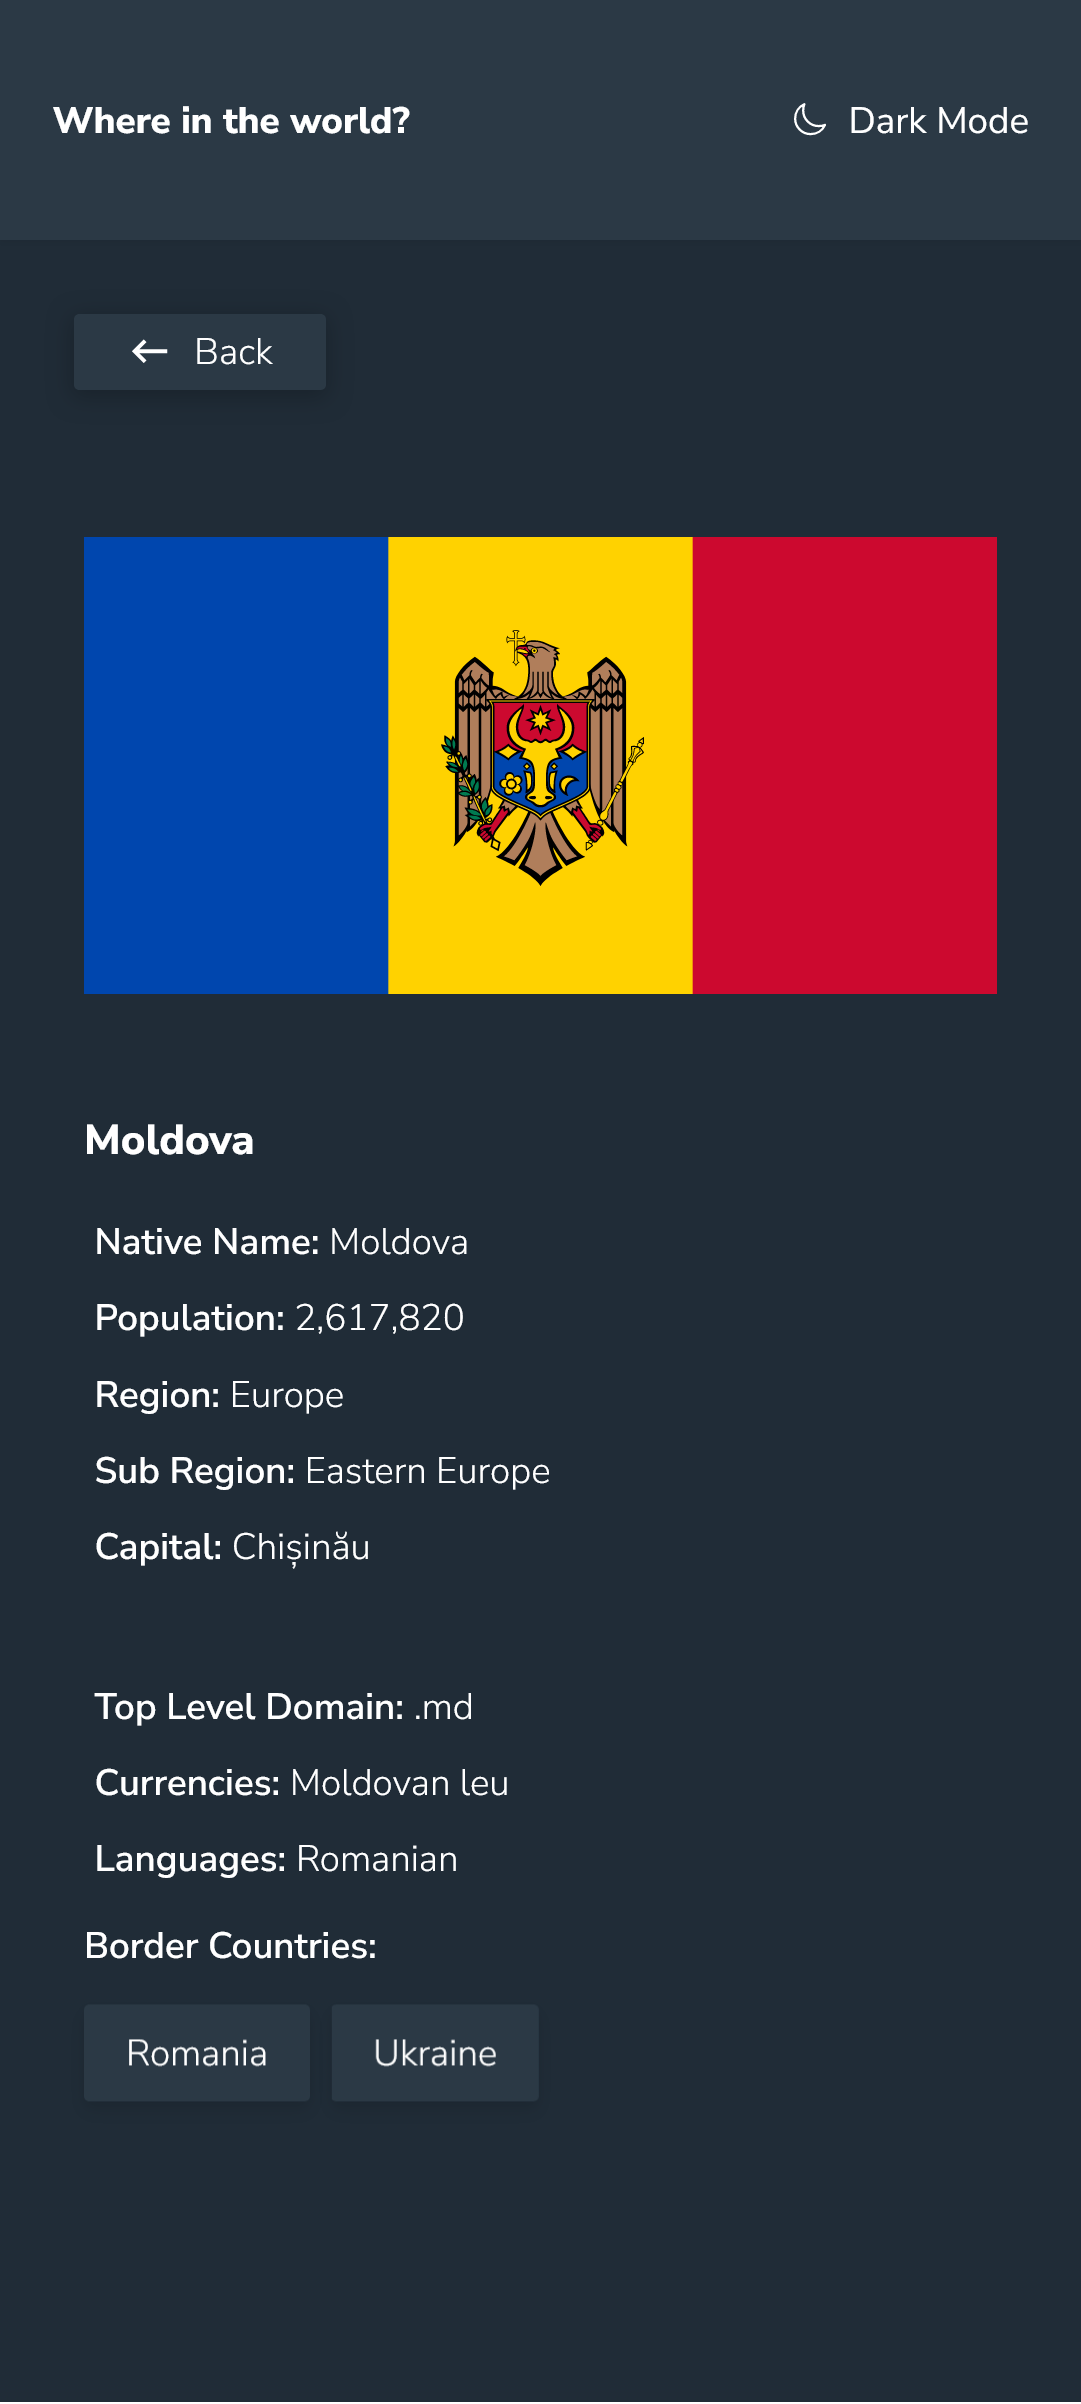 Where in the world?
Dark Mode
Back
Moldova
Native Name: Moldova
Population: 2,617,820
Region: Europe
Sub Region: Eastern Europe
Capital: Chișinău
Top Level Domain: .md
Currencies: Moldovan leu
Languages: Romanian
Border Countries:
Romania
Ukraine